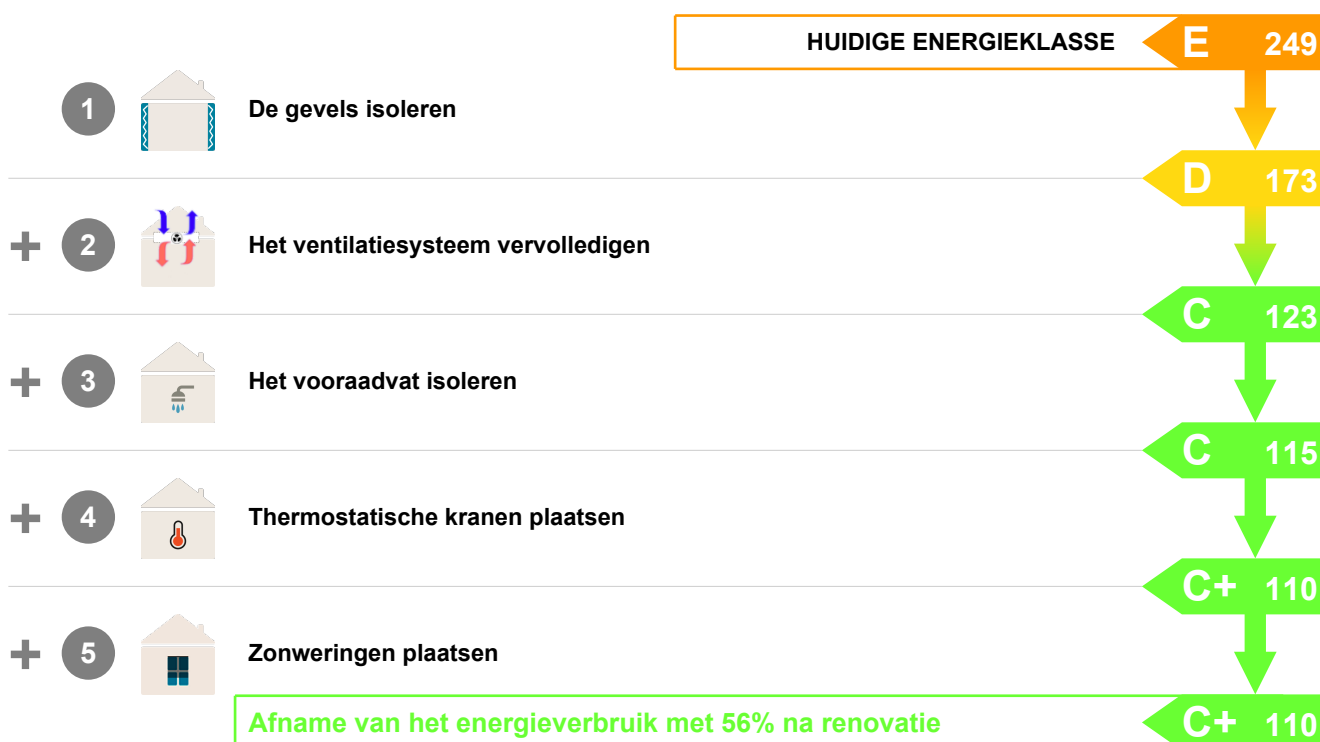 HUIDIGE ENERGIEKLASSE E 249
1 De gevels isoleren
D 173
+ 2 Het ventilatiesysteem vervolledigen
C 123
+ 3 Het vooraadvat isoleren
C 115
+ 4 Thermostatische kranen plaatsen
C+ 110
+ 5 Zonweringen plaatsen
Afname van het energieverbruik met 56% na renovatie C+ 110